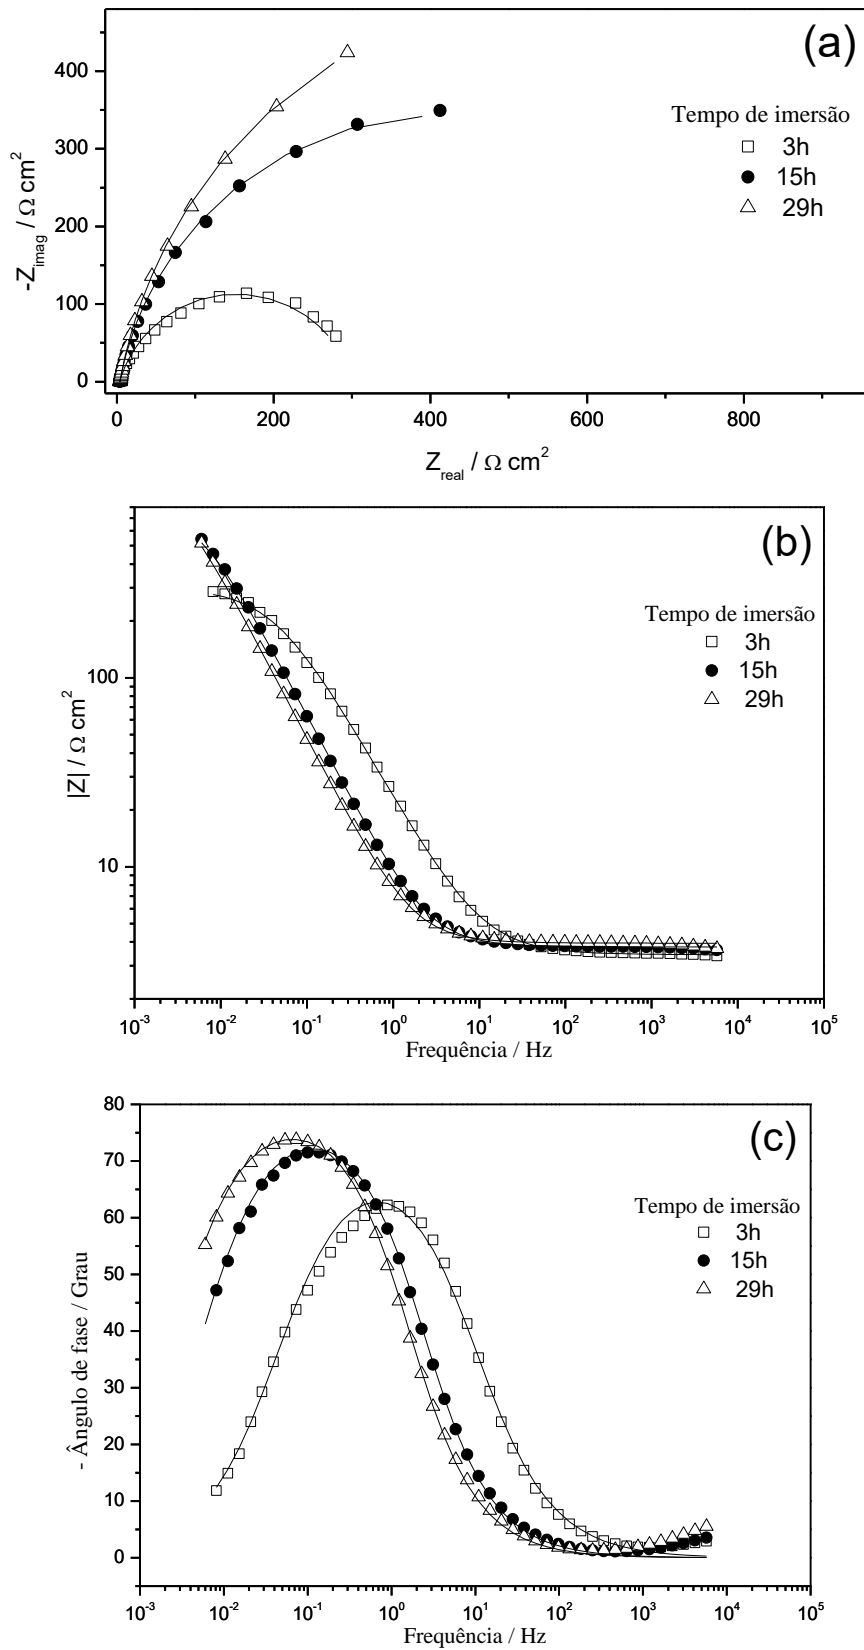 (a)
Tempo de imersão
3h
15h
29h
-Z_imag / Ω cm²
400
300
200
100
0
0 200 400 600 800
Z_real / Ω cm²
(b)
Tempo de imersão
3h
15h
29h
|Z| / Ω cm²
100
10
10⁻³ 10⁻² 10⁻¹ 10⁰ 10¹ 10² 10³ 10⁴ 10⁵
Frequência / Hz
(c)
Tempo de imersão
3h
15h
29h
- Ângulo de fase / Grau
80
70
60
50
40
30
20
10
0
10⁻³ 10⁻² 10⁻¹ 10⁰ 10¹ 10² 10³ 10⁴ 10⁵
Frequência / Hz